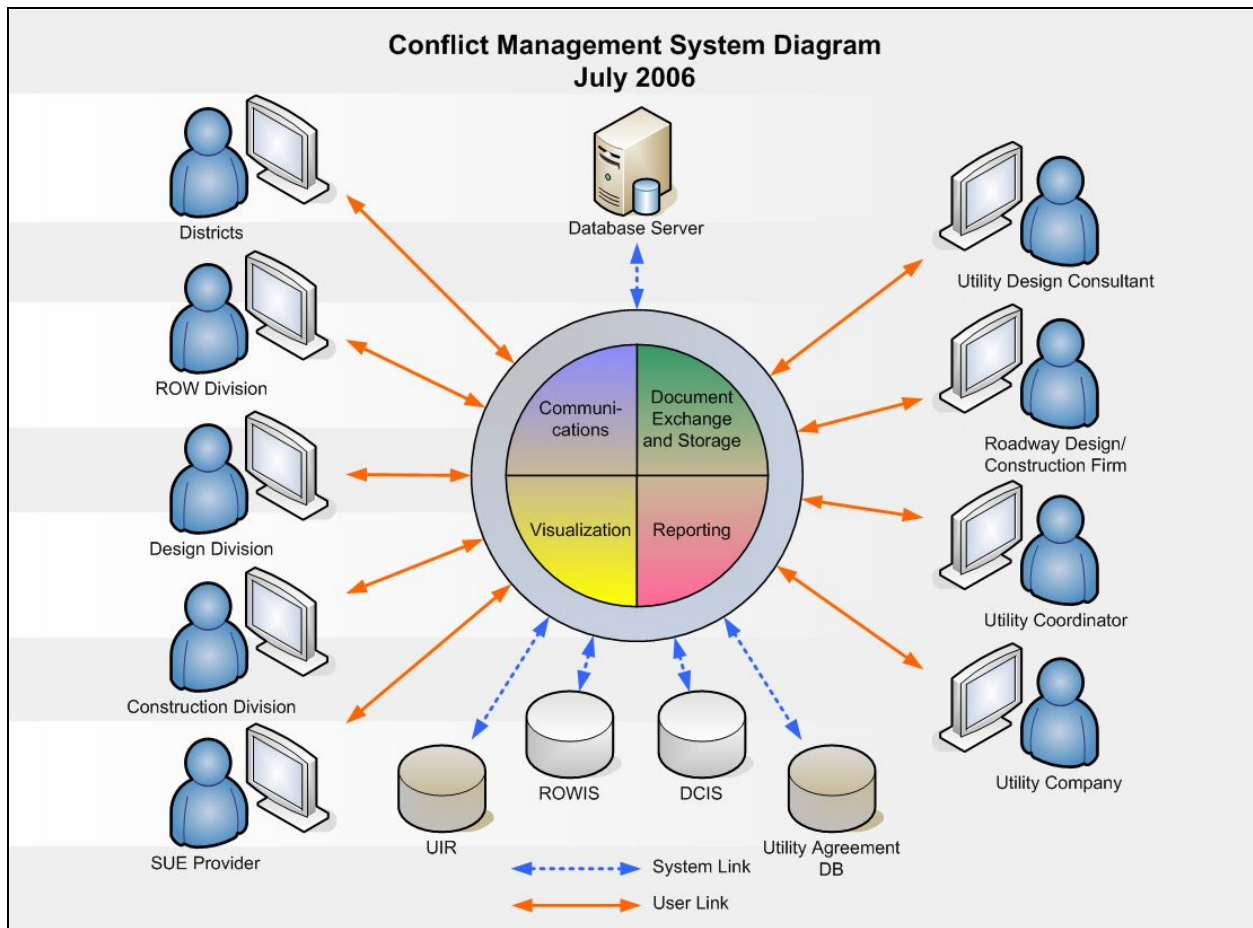 Conflict Management System Diagram
July 2006
Districts
Database Server
Utility Design Consultant
ROW Division
Communi-
cations
Document
Exchange
and Storage
Roadway Design/
Construction Firm
Design Division
Visualization
Reporting
Utility Coordinator
Construction Division
ROWIS
DCIS
Utility Company
SUE Provider
UIR
Utility Agreement
DB
System Link
User Link